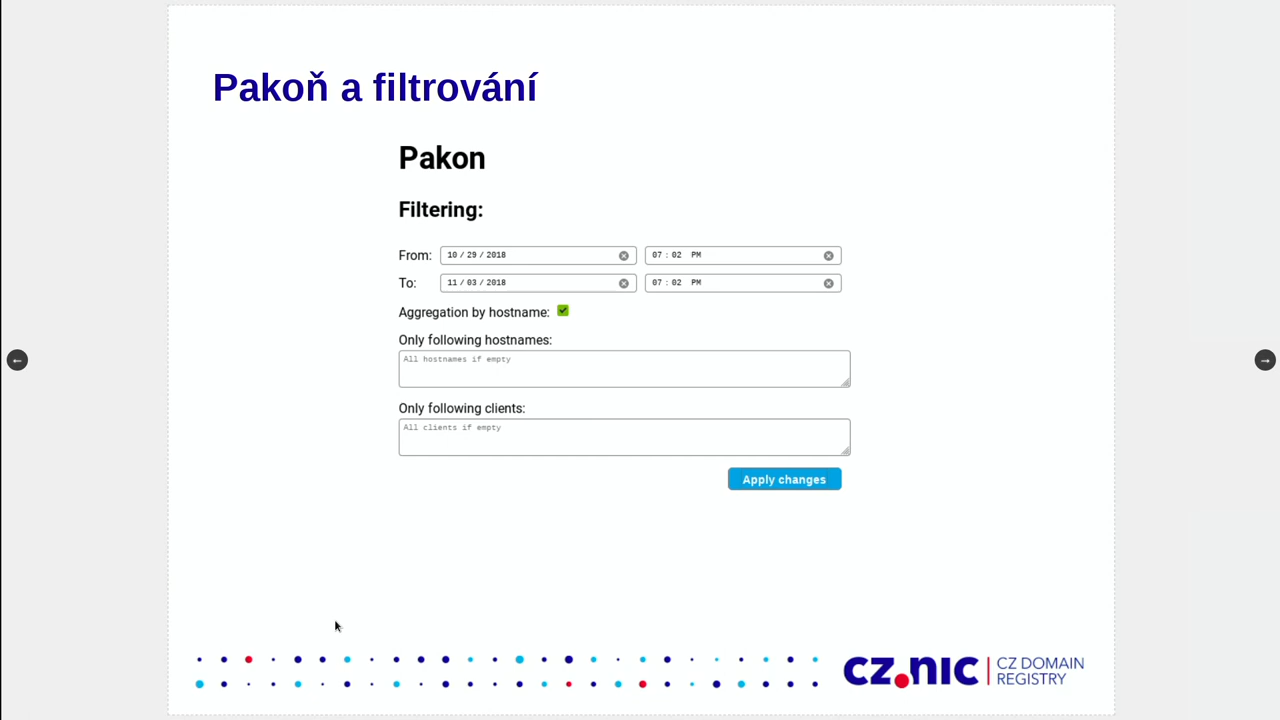 Pakoň a filtrování
Pakon
Filtering:
From: 10 / 29 / 2018 07 : 02 PM
To: 11 / 03 / 2018 07 : 02 PM
Aggregation by hostname:
Only following hostnames:
All hostnames if empty
Only following clients:
All clients if empty
Apply changes
CZ.NIC | CZ DOMAIN
REGISTRY